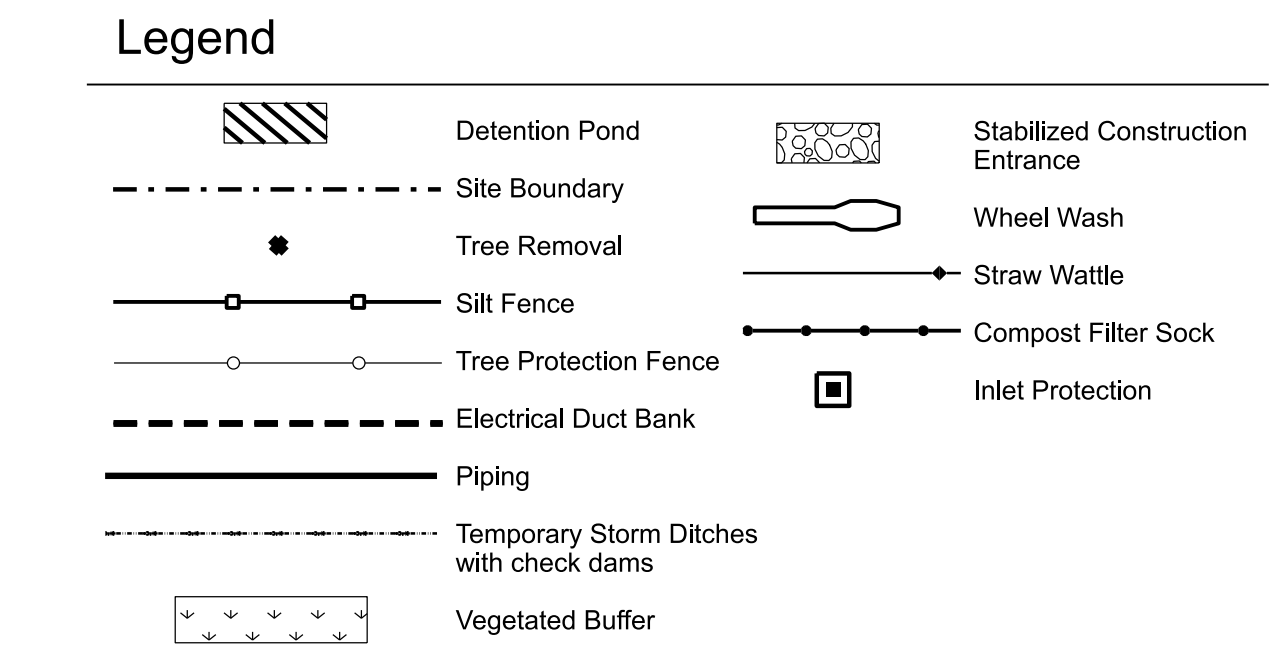 Legend
Detention Pond
Site Boundary
Tree Removal
Silt Fence
Tree Protection Fence
Electrical Duct Bank
Piping
Temporary Storm Ditches
with check dams
Vegetated Buffer
Stabilized Construction
Entrance
Wheel Wash
Straw Wattle
Compost Filter Sock
Inlet Protection